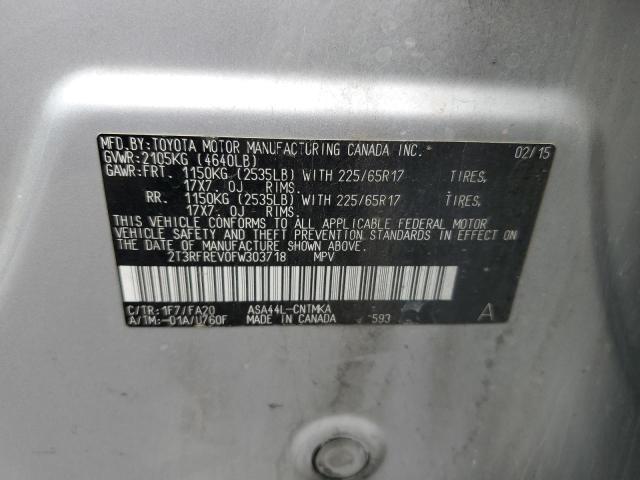 MFD.BY:TOYOTA MOTOR MANUFACTURING CANADA INC. 02/15
GVWR:2105KG (4640LB)
GAWR:FRT. 1150KG (2535LB) WITH 225/65R17 TIRES,
17X7.0J RIMS.
RR. 1150KG (2535LB) WITH 225/65R17 TIRES,
17X7.0J RIMS.
THIS VEHICLE CONFORMS TO ALL APPLICABLE FEDERAL MOTOR
VEHICLE SAFETY AND THEFT PREVENTION STANDARDS IN EFFECT ON
THE DATE OF MANUFACTURE SHOWN ABOVE.
2T3RFREV0FW303718 MPV
C/TR:1F7/FA20 ASA44L-CNTMKA
A/TM:-01A/U760F MADE IN CANADA 593 A